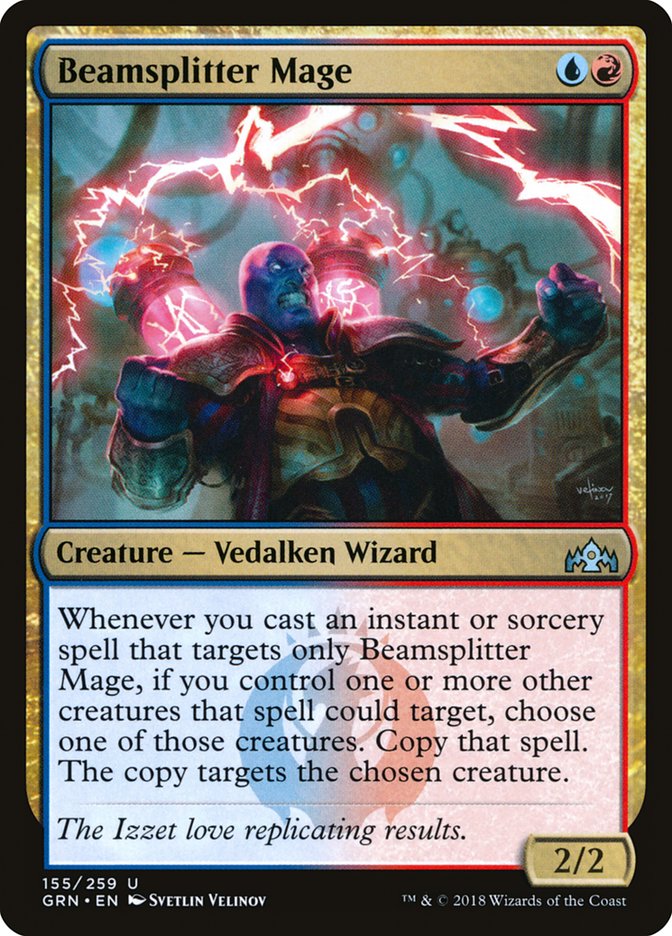 Beamsplitter Mage
velinov
2017
Creature — Vedalken Wizard
Whenever you cast an instant or sorcery
spell that targets only Beamsplitter
Mage, if you control one or more other
creatures that spell could target, choose
one of those creatures. Copy that spell.
The copy targets the chosen creature.
The Izzet love replicating results.
2/2
155/259 U
GRN • EN Svetlin Velinov
™ & © 2018 Wizards of the Coast